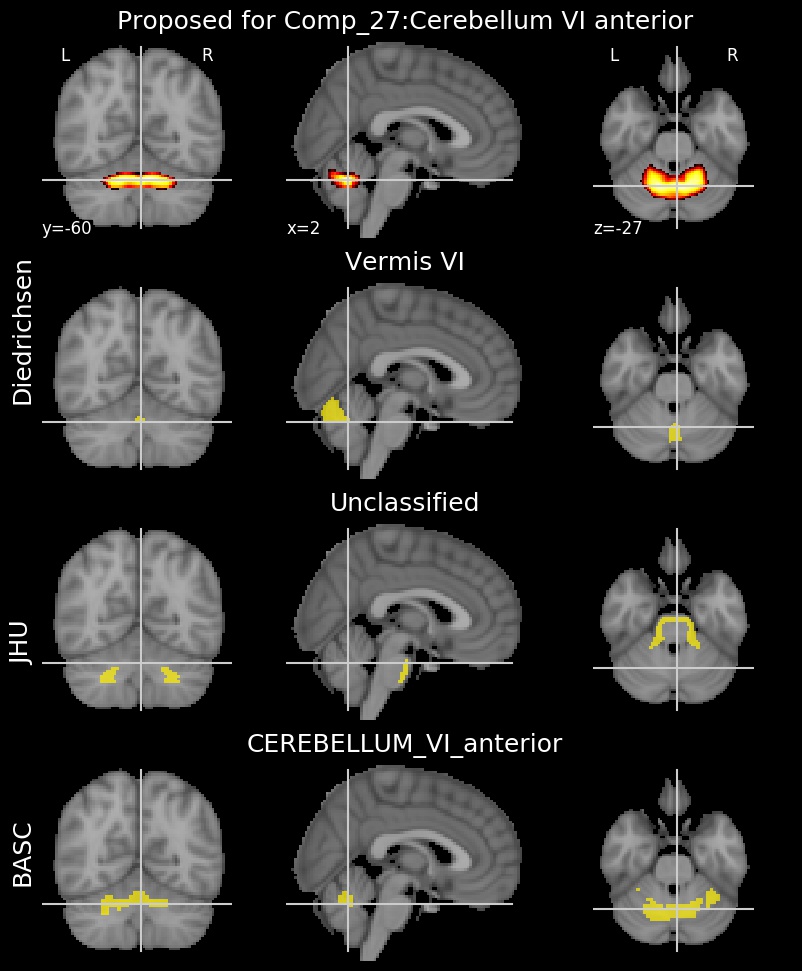 Proposed for Comp_27:Cerebellum VI anterior
L R L R
y=-60 x=2 z=-27
Vermis VI
Diedrichsen
Unclassified
JHU
CEREBELLUM_VI_anterior
BASC